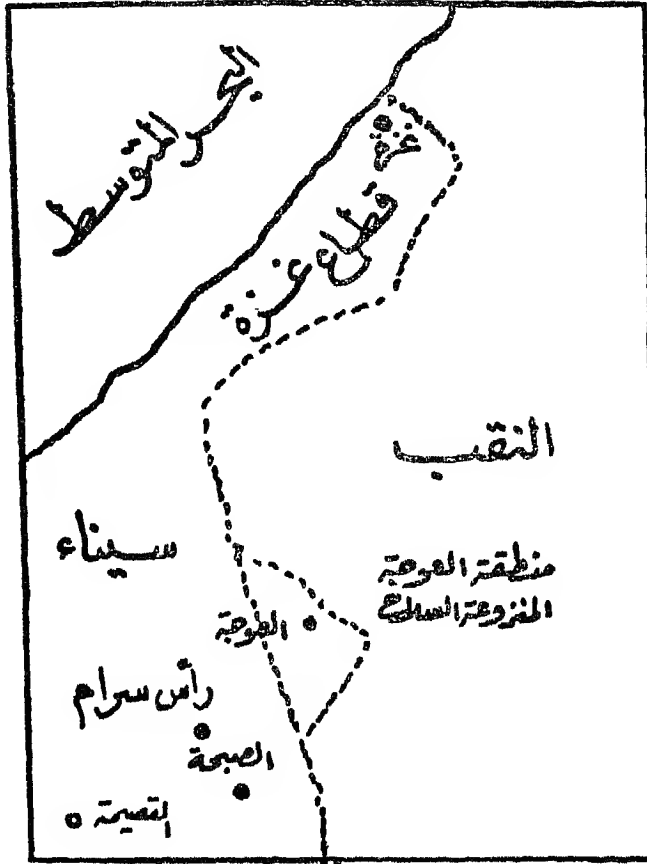 البحر المتوسط
غزة
قطاع غزة
النقب
سيناء
منطقة العوجة
المنزوعة السلاح
العوجة
رأس سرام
الصبحة
القصيمة